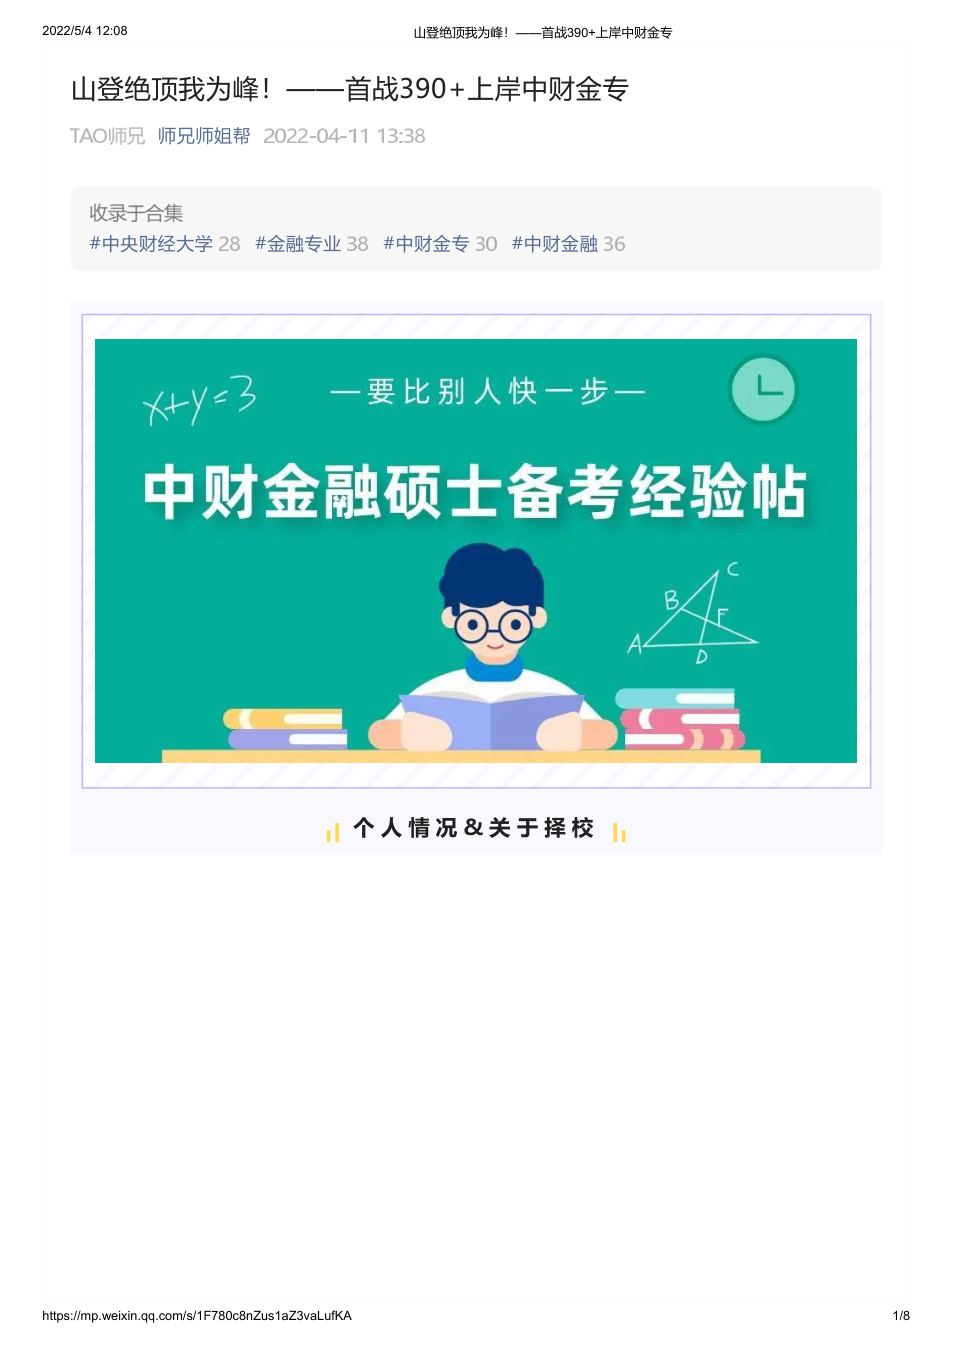 2022/5/4 12:08
山登绝顶我为峰！——首战390+上岸中财金专
山登绝顶我为峰！——首战390+上岸中财金专
TAO师兄 师兄师姐帮 2022-04-11 13:38
收录于合集
#中央财经大学 28 #金融专业 38 #中财金专 30 #中财金融 36
x+y=3
—要比别人快一步—
中财金融硕士备考经验帖
C
B
F
A
D
个人情况&关于择校
https://mp.weixin.qq.com/s/1F780c8nZus1aZ3vaLufKA
1/8